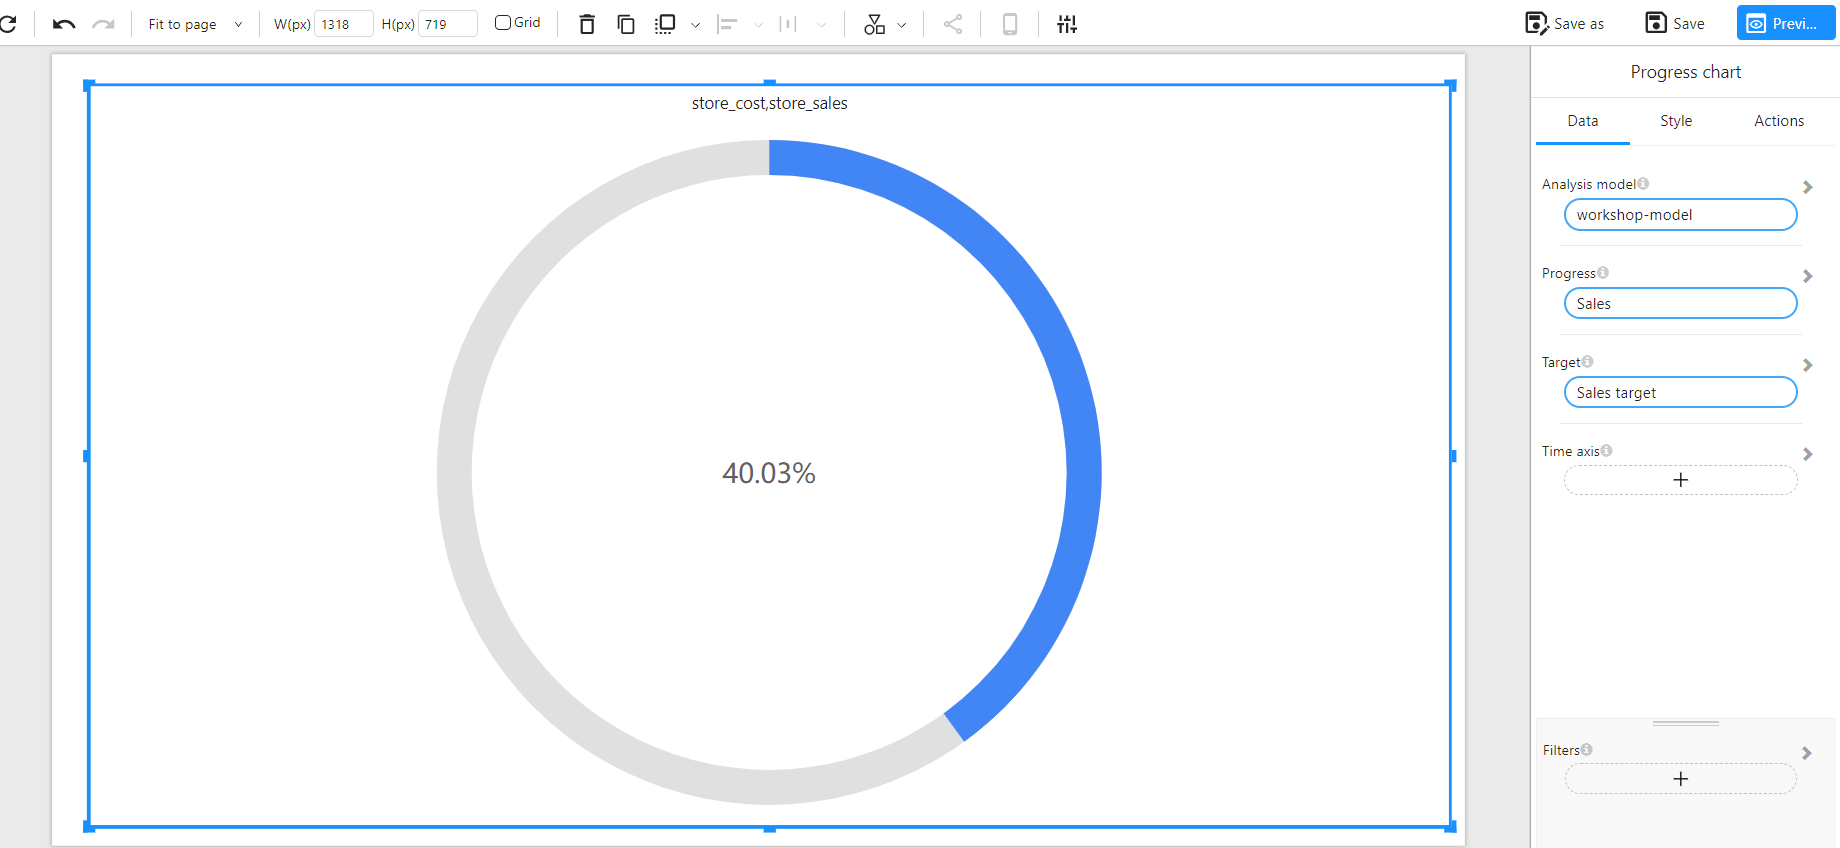 Fit to page W(px) 1318 H(px) 719 Grid Save as Save Previ...
store_cost,store_sales
40.03%
Progress chart
Data Style Actions
Analysis model
workshop-model
Progress
Sales
Target
Sales target
Time axis
+
Filters
+